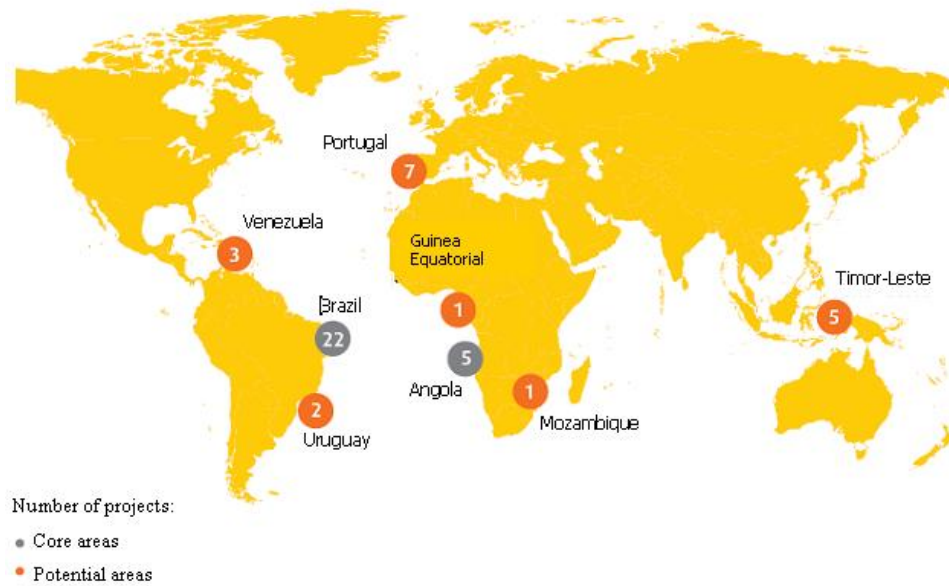 Portugal
7
Venezuela
3
Guinea
Equatorial
Timor-Leste
Brazil
1
5
22
5
Angola
1
2
Mozambique
Uruguay
Number of projects:
Core areas
Potential areas